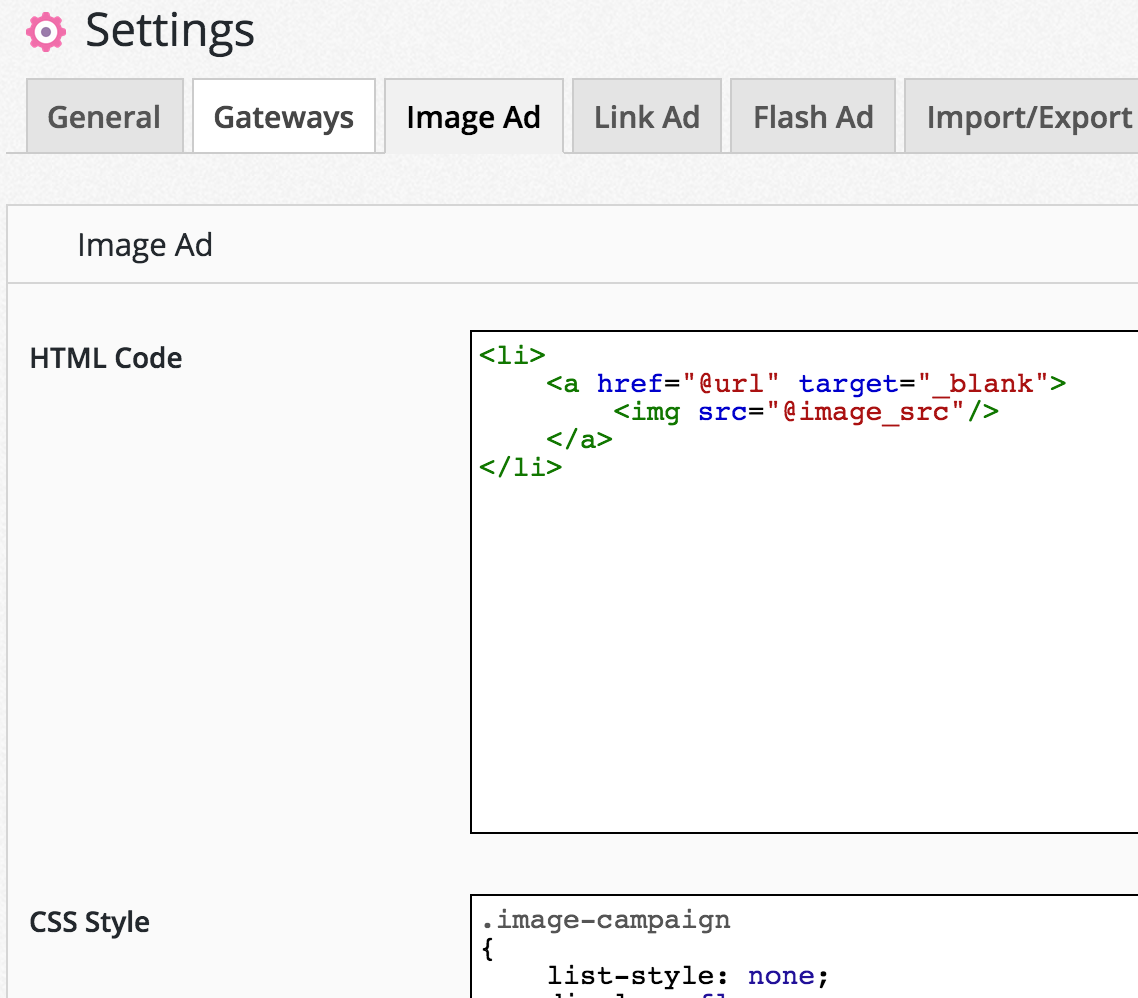 Settings
General Gateways Image Ad Link Ad Flash Ad Import/Export
Image Ad
HTML Code
<li>
<a href="@url" target="_blank">
<img src="@image_src"/>
</a>
</li>
CSS Style
.image-campaign
{
list-style: none;